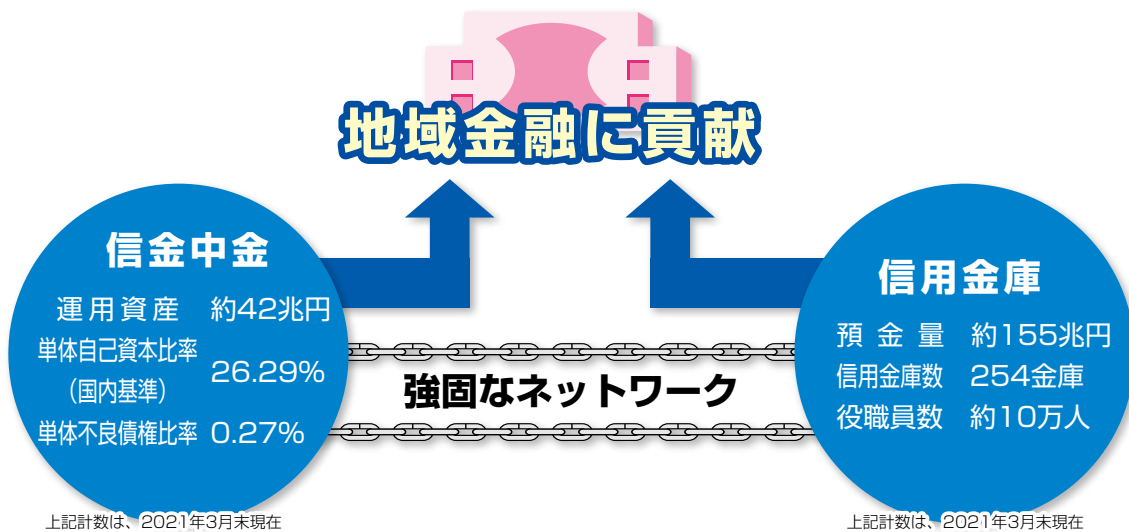 地域金融に貢献
信金中金
運用資産 約42兆円
単体自己資本比率
(国内基準) 26.29%
単体不良債権比率 0.27%
上記計数は、2021年3月末現在
強固なネットワーク
信用金庫
預金量 約155兆円
信用金庫数 254金庫
役職員数 約10万人
上記計数は、2021年3月末現在